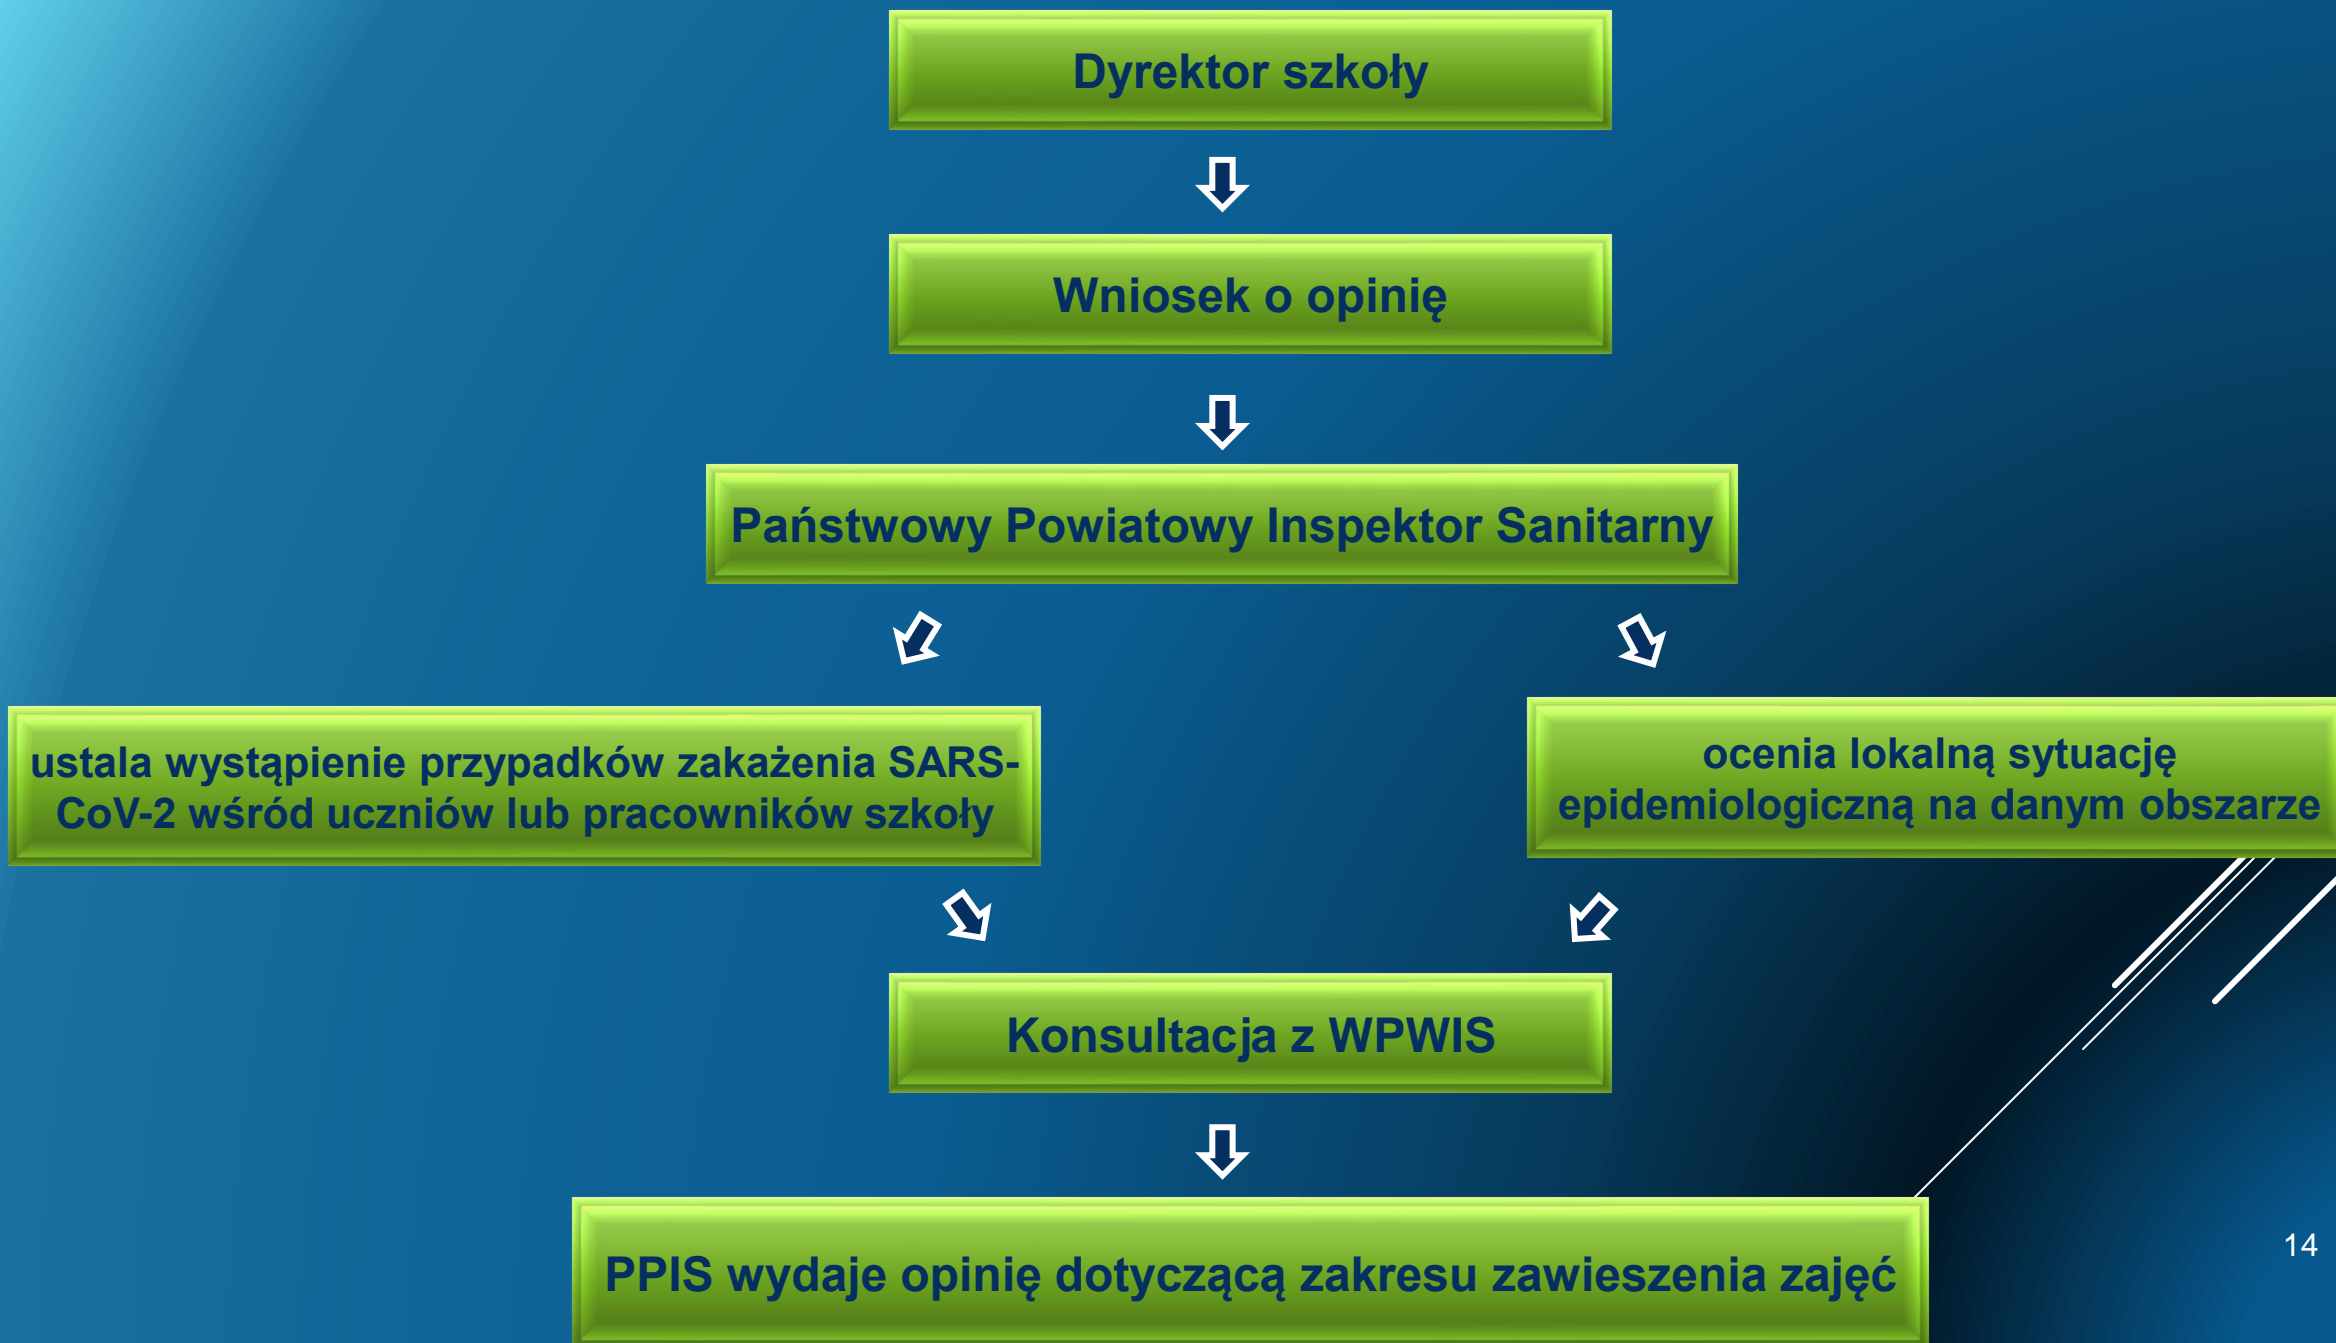 Dyrektor szkoły
Wniosek o opinię
Państwowy Powiatowy Inspektor Sanitarny
ustala wystąpienie przypadków zakażenia SARS-
CoV-2 wśród uczniów lub pracowników szkoły
ocenia lokalną sytuację
epidemiologiczną na danym obszarze
Konsultacja z WPWIS
PPIS wydaje opinię dotyczącą zakresu zawieszenia zajęć
14